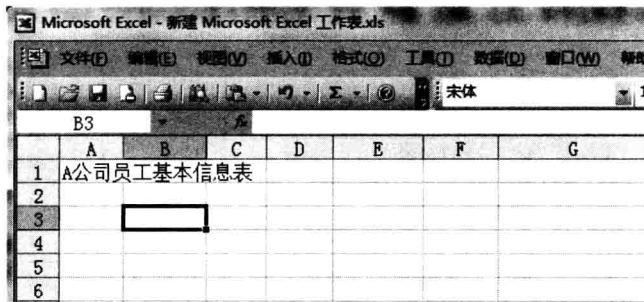 Microsoft Excel - 新建 Microsoft Excel 工作表.xls
文件(F) 编辑(E) 视图(V) 插入(I) 格式(O) 工具(T) 数据(D) 窗口(W)
Σ 宋体
B3 fx
A B C D E F G
1 A公司员工基本信息表
2
3
4
5
6